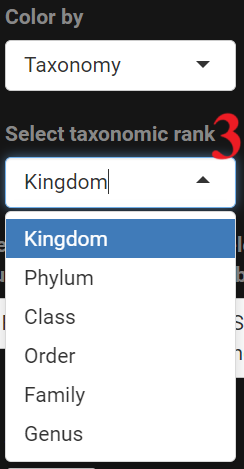 Color by
Taxonomy
Select taxonomic rank 3
Kingdom
Kingdom
Phylum
Class
Order
Family
Genus